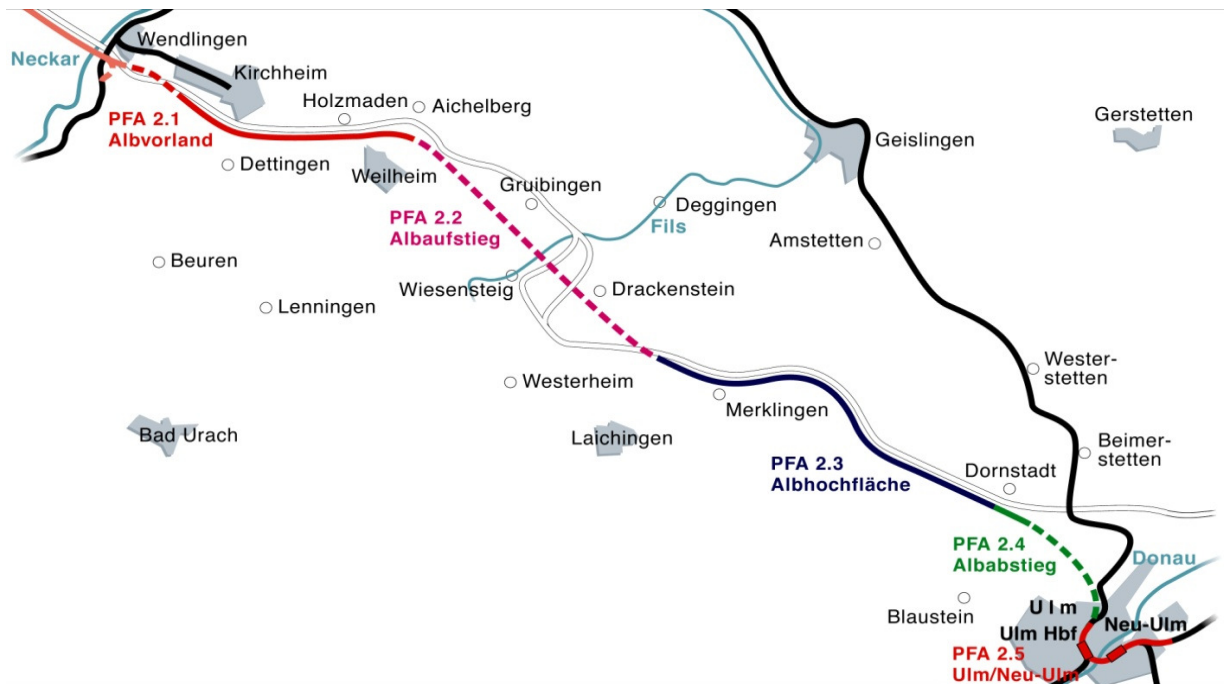 Wendlingen
Neckar
Kirchheim
Holzmaden
Aichelberg
PFA 2.1
Albvorland
Gerstetten
Geislingen
Dettingen
Weilheim
Gruibingen
Deggingen
PFA 2.2
Albaufstieg
Fils
Amstetten
Beuren
Wiesensteig
Drackenstein
Lenningen
Wester-
stetten
Westerheim
Merklingen
Bad Urach
Laichingen
Beimer-
stetten
PFA 2.3
Albhochfläche
Dornstadt
PFA 2.4
Albabstieg
Donau
Blaustein
Ulm
Ulm Hbf
Neu-Ulm
PFA 2.5
Ulm/Neu-Ulm